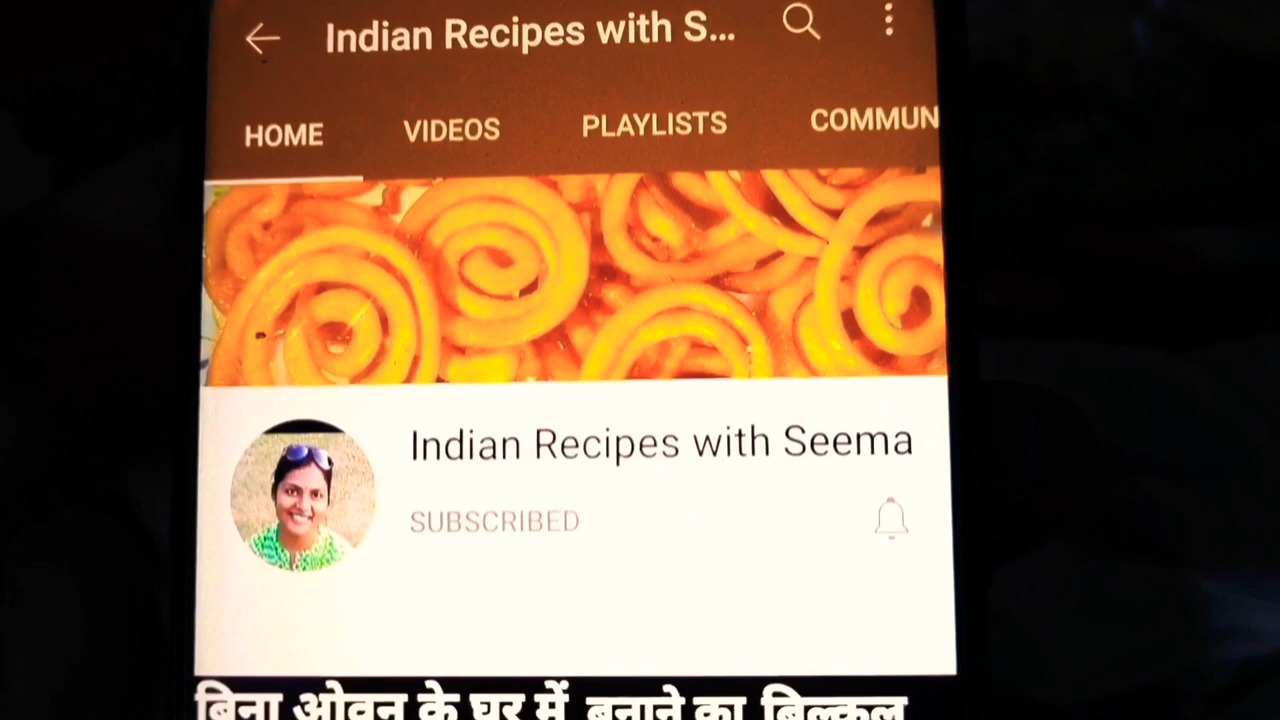 Indian Recipes with S...
HOME VIDEOS PLAYLISTS COMMUN
Indian Recipes with Seema
SUBSCRIBED
बिना ओवन के घर में बनाने का बिल्कुल